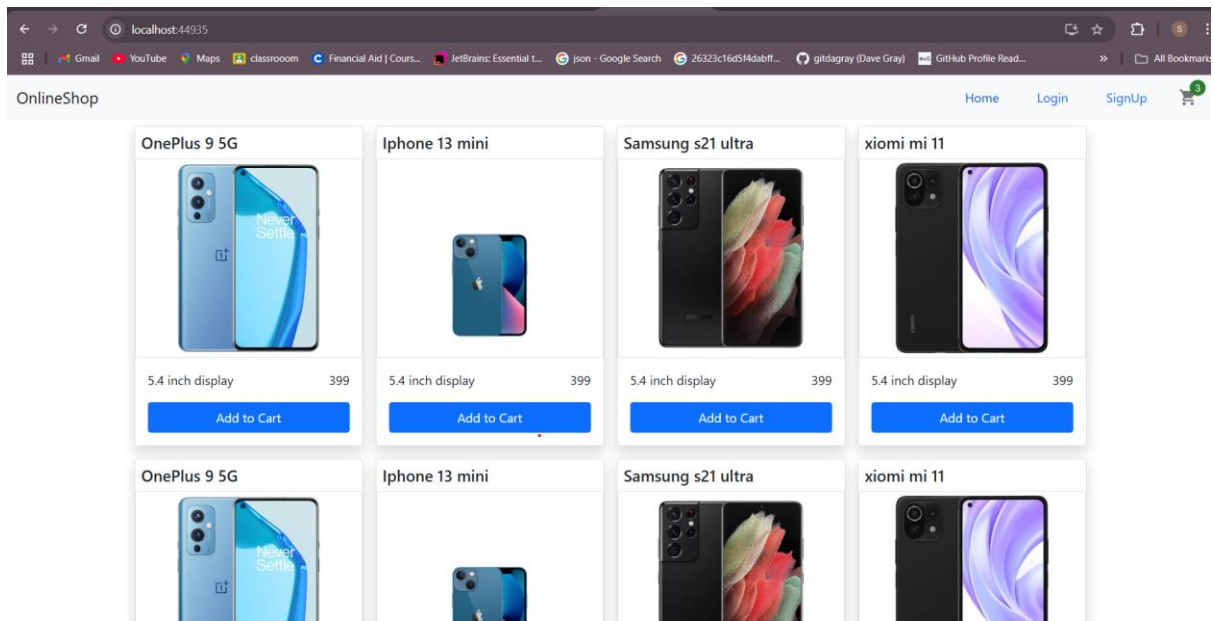 localhost:44935
S
Gmail YouTube Maps classrooom Financial Aid | Cours... JetBrains: Essential t... json - Google Search 26323c16d5f4dabff... gitdagray (Dave Gray) GitHub Profile Read... » All Bookmarks
OnlineShop Home Login SignUp 3
OnePlus 9 5G Iphone 13 mini Samsung s21 ultra xiomi mi 11
Never
Settle
5.4 inch display 399 5.4 inch display 399 5.4 inch display 399 5.4 inch display 399
Add to Cart Add to Cart Add to Cart Add to Cart
OnePlus 9 5G Iphone 13 mini Samsung s21 ultra xiomi mi 11
Never
Settle